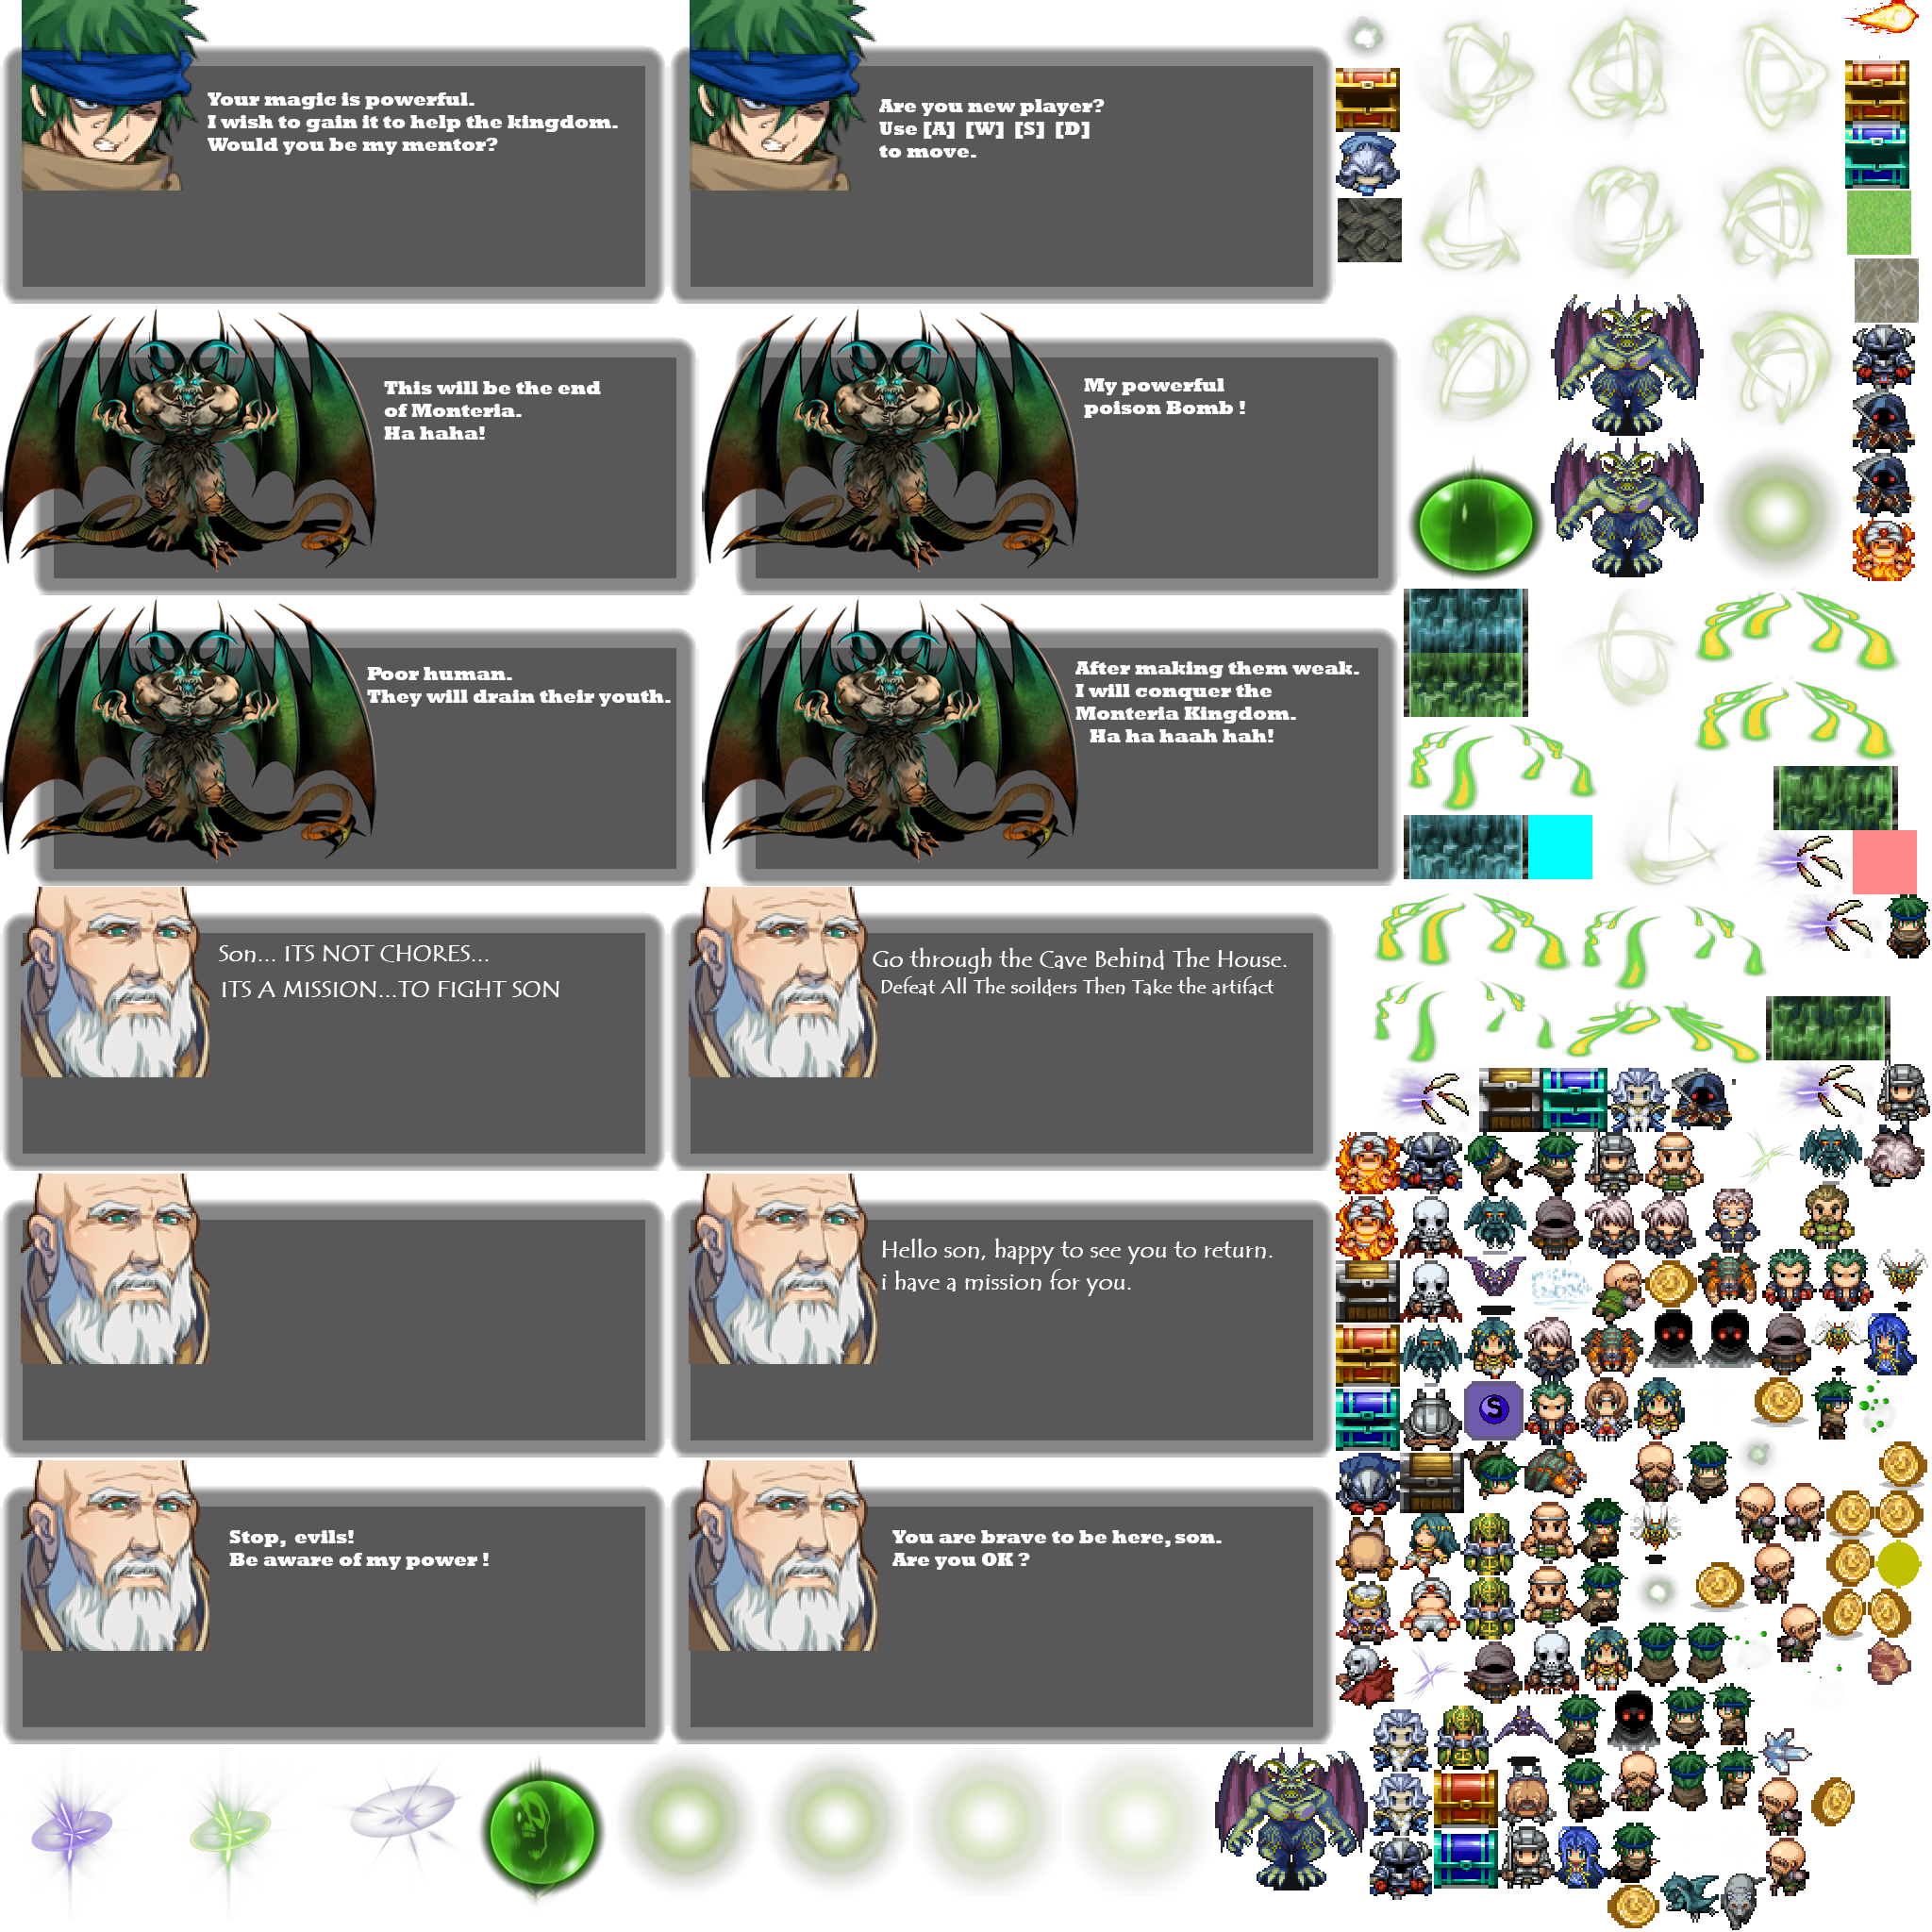 Your magic is powerful.
I wish to gain it to help the kingdom.
Would you be my mentor?
Are you new player?
Use [A] [W] [S] [D]
to move.
This will be the end
of Monteria.
Ha haha!
My powerful
poison Bomb !
Poor human.
They will drain their youth.
After making them weak.
I will conquer the
Monteria Kingdom.
Ha ha haah hah!
Son... ITS NOT CHORES...
ITS A MISSION...TO FIGHT SON
Go through the Cave Behind The House.
Defeat All The soilders Then Take the artifact
Hello son, happy to see you to return.
i have a mission for you.
S
Stop, evils!
Be aware of my power !
You are brave to be here, son.
Are you OK ?